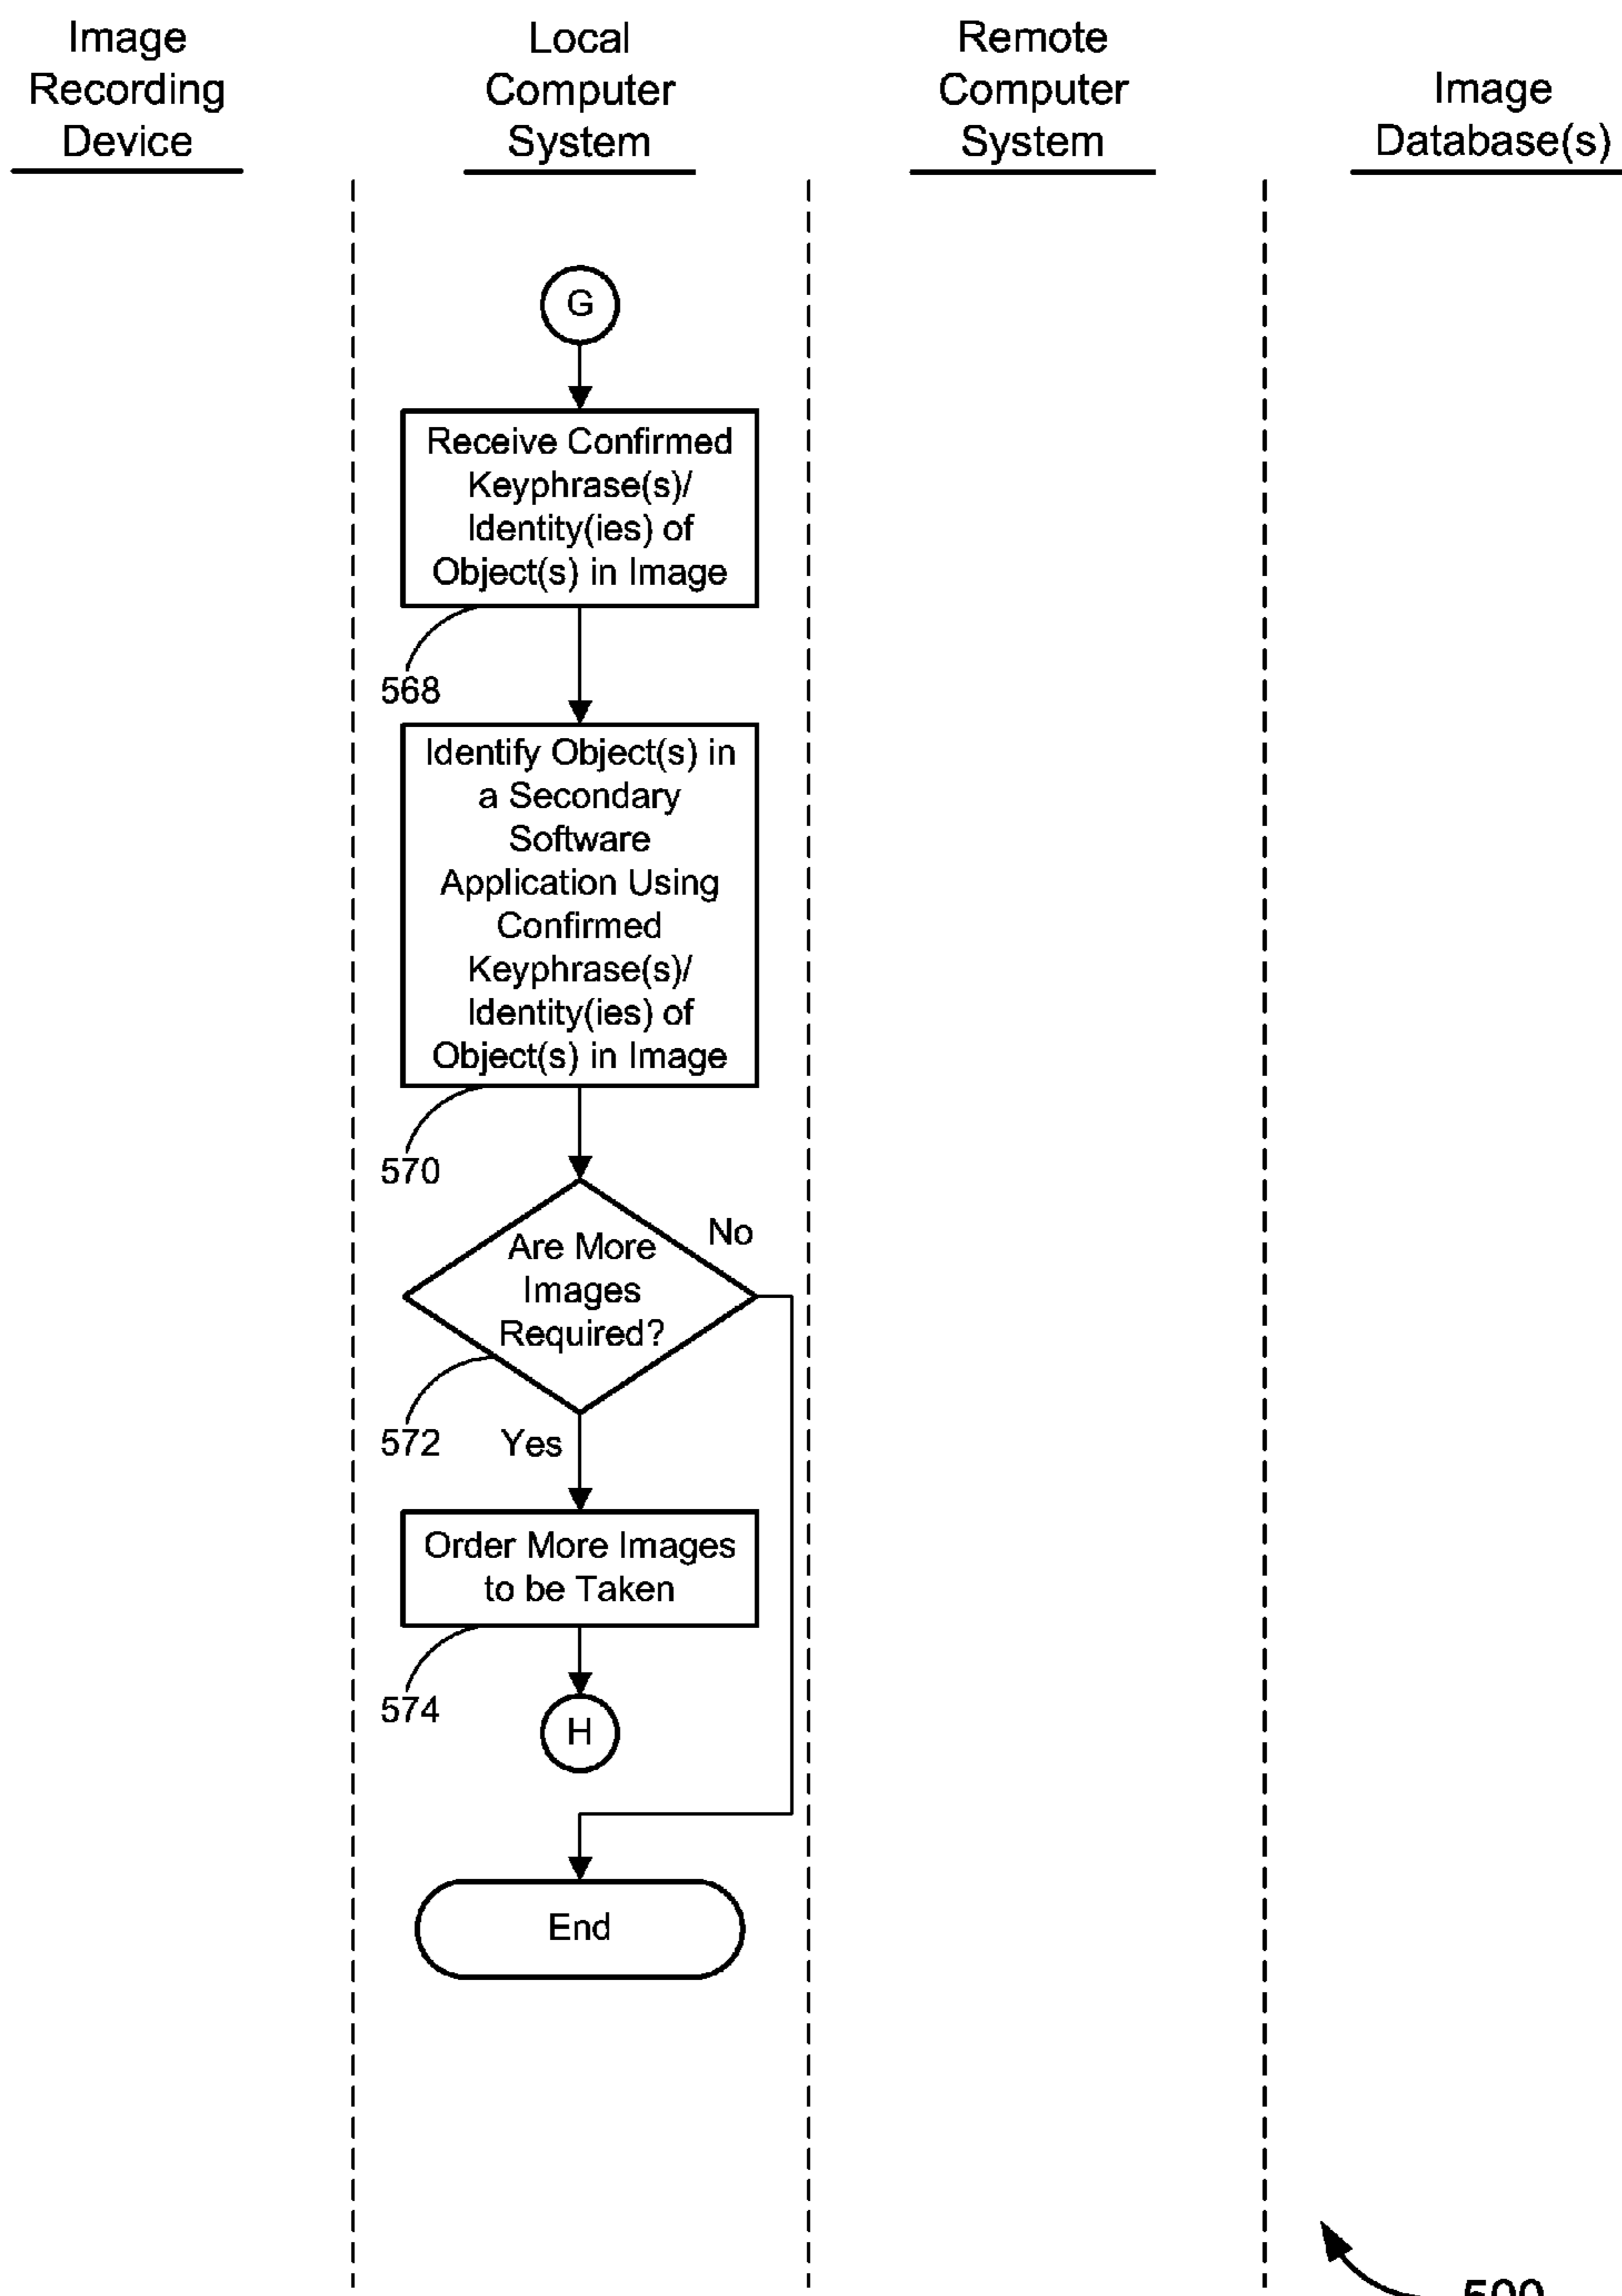 Image
Recording
Device
Local
Computer
System
Remote
Computer
System
Image
Database(s)
G
Receive Confirmed
Keyphrase(s)/
Identity(ies) of
Object(s) in Image
568
Identify Object(s) in
a Secondary
Software
Application Using
Confirmed
Keyphrase(s)/
Identity(ies) of
Object(s) in Image
570
Are More
Images
Required?
No
572
Yes
Order More Images
to be Taken
574
H
End